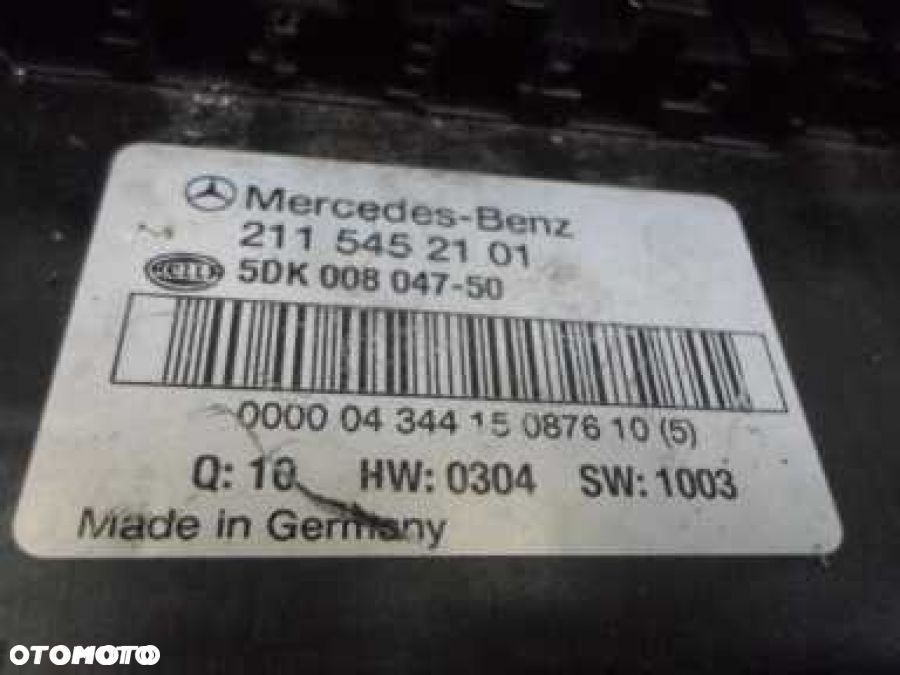 Mercedes-Benz
211 545 21 01
HELLA 5DK 008 047-50
0000 04 344 15 0876 10 (5)
Q: 10 HW: 0304 SW: 1003
Made in Germany
OTOMOTO